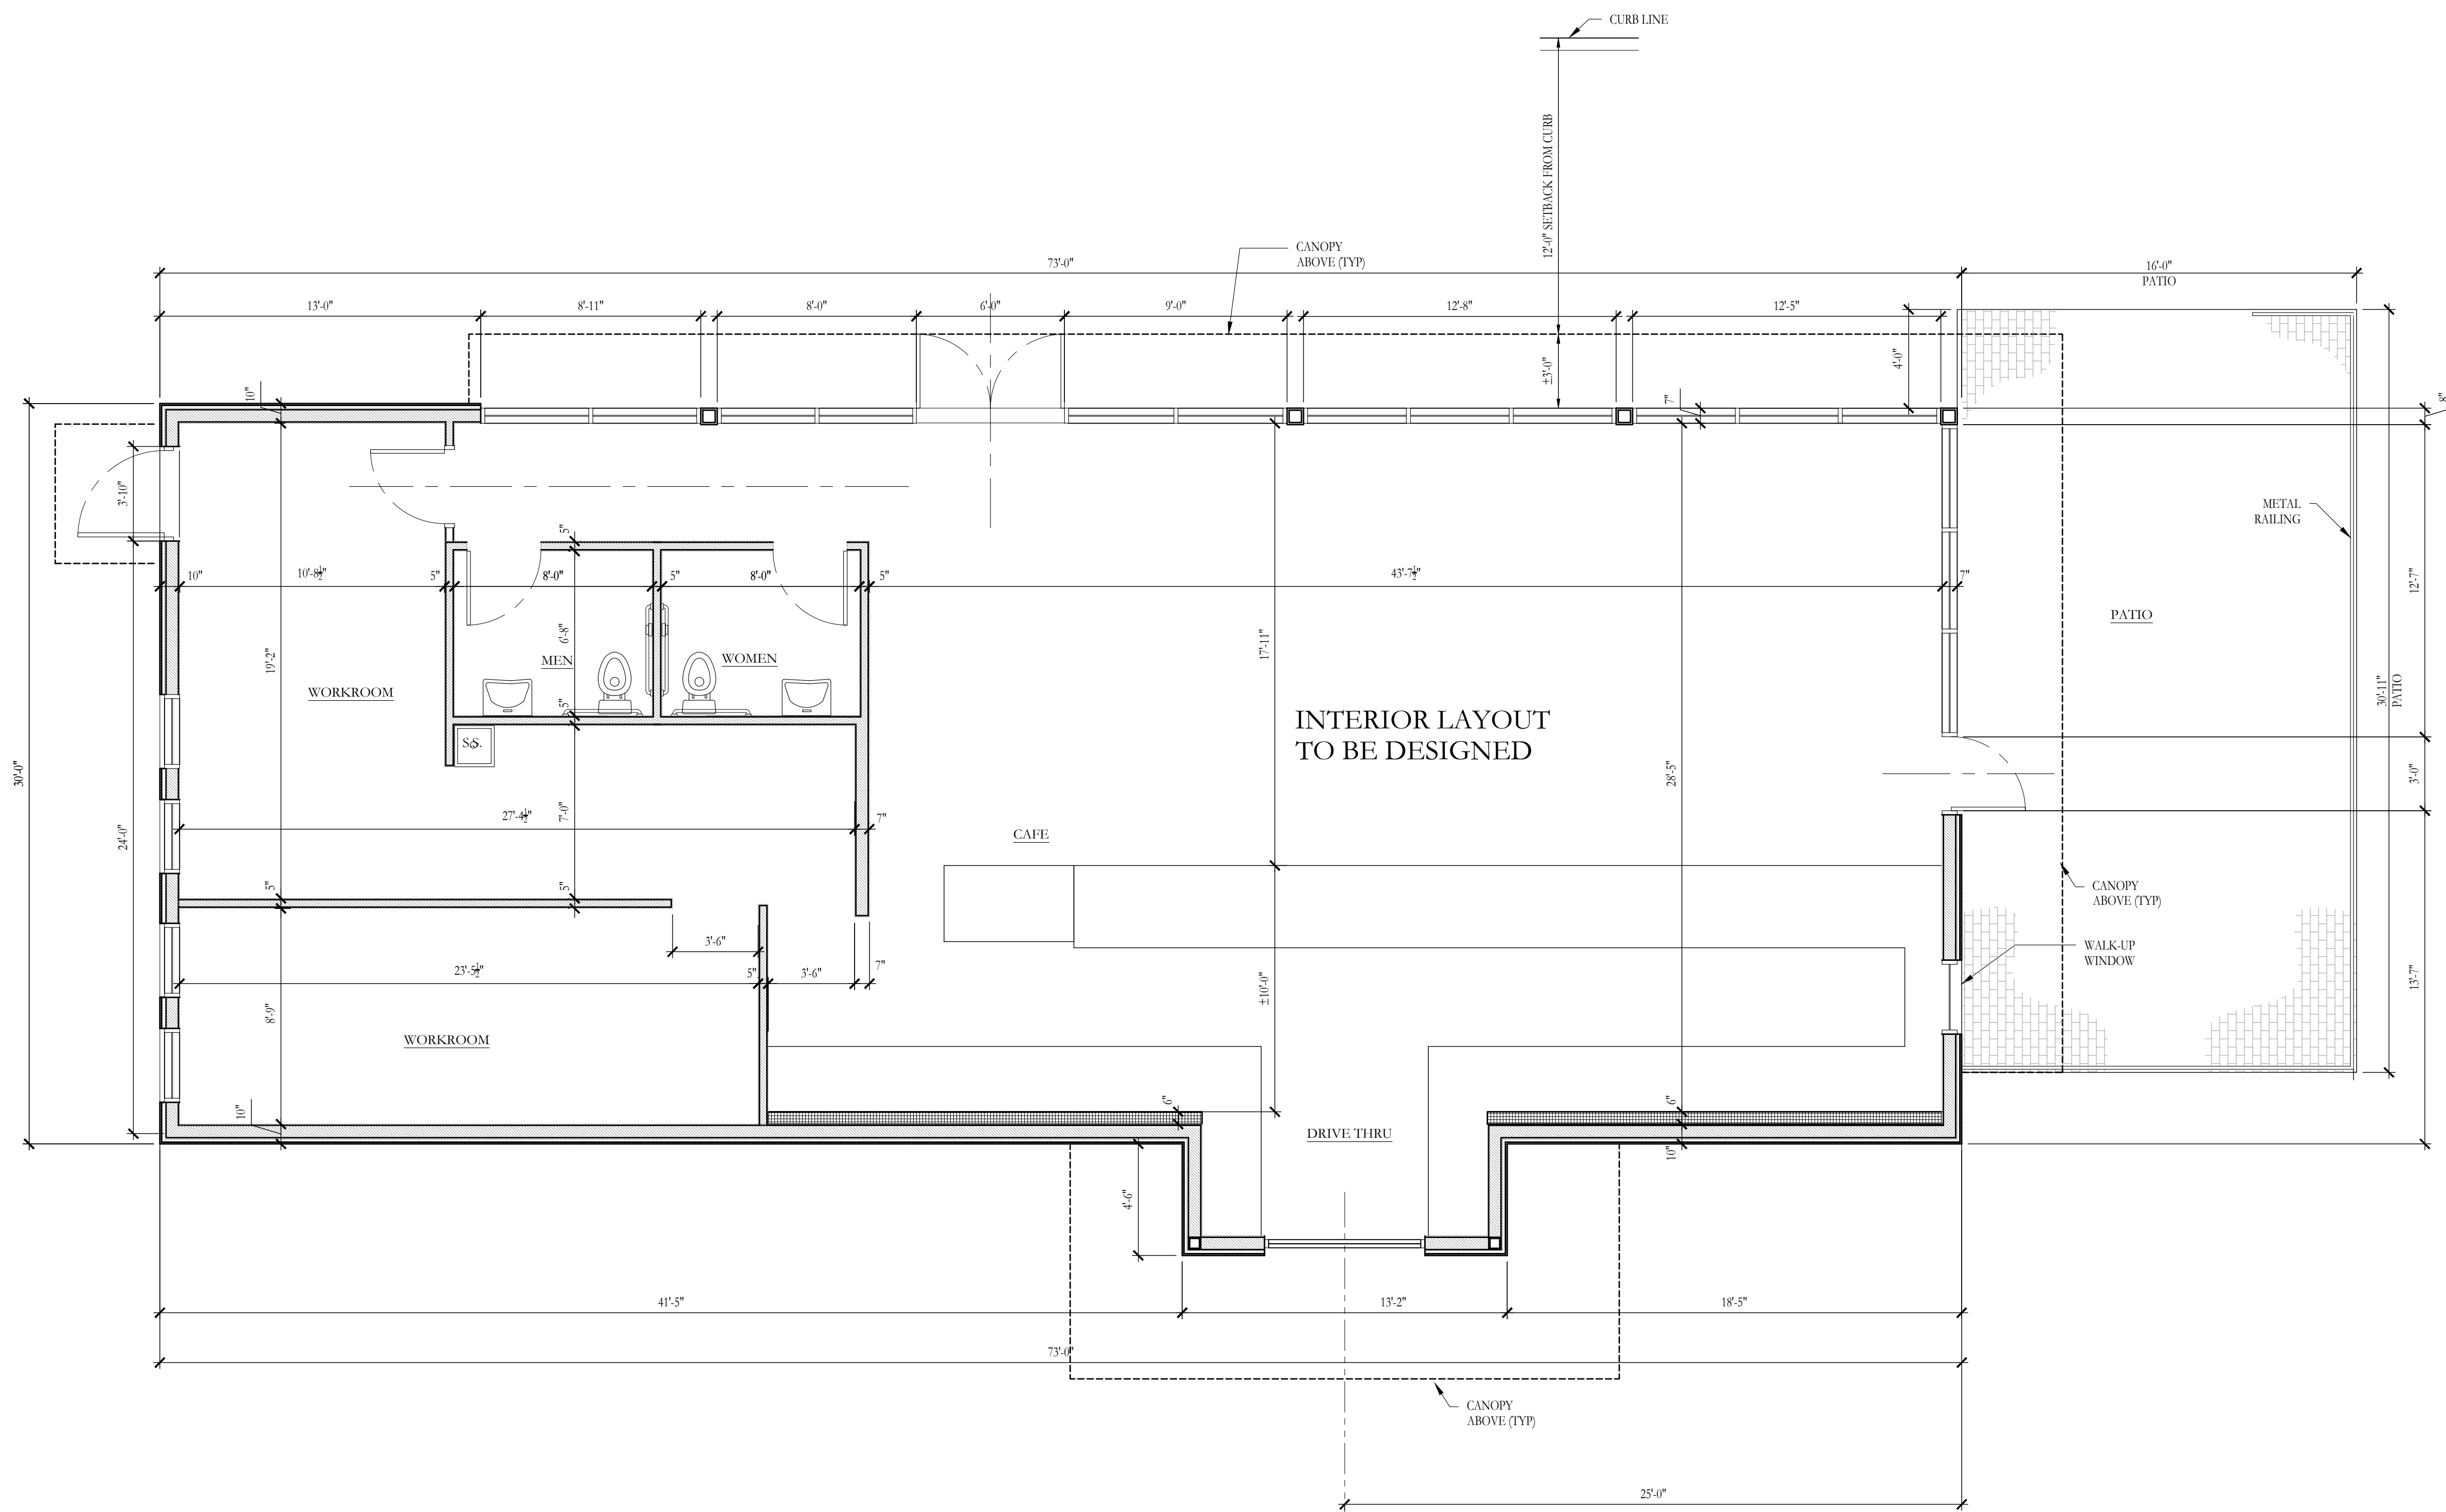 CURB LINE
12'-0" SETBACK FROM CURB
CANOPY
ABOVE (TYP)
73'-0"
16'-0"
PATIO
13'-0"
8'-11"
8'-0"
6'-0"
9'-0"
12'-8"
12'-5"
±3'-0"
4'-0"
10"
7"
8"
3'-10"
METAL
RAILING
5"
10"
10'-8½"
5"
8'-0"
5"
8'-0"
5"
43'-7½"
7"
12'-7"
PATIO
6'-8"
MEN
WOMEN
17'-11"
19'-2"
WORKROOM
30'-11"
PATIO
5"
S.S.
INTERIOR LAYOUT
TO BE DESIGNED
30'-0"
28'-5"
3'-0"
27'-4½"
7'-0"
7"
24'-0"
CAFE
5"
5"
CANOPY
ABOVE (TYP)
3'-6"
WALK-UP
WINDOW
23'-5½"
5"
3'-6"
7"
±10'-0"
13'-7"
8'-9"
WORKROOM
10"
6"
6"
DRIVE THRU
10"
4'-6"
41'-5"
13'-2"
18'-5"
73'-0"
CANOPY
ABOVE (TYP)
25'-0"